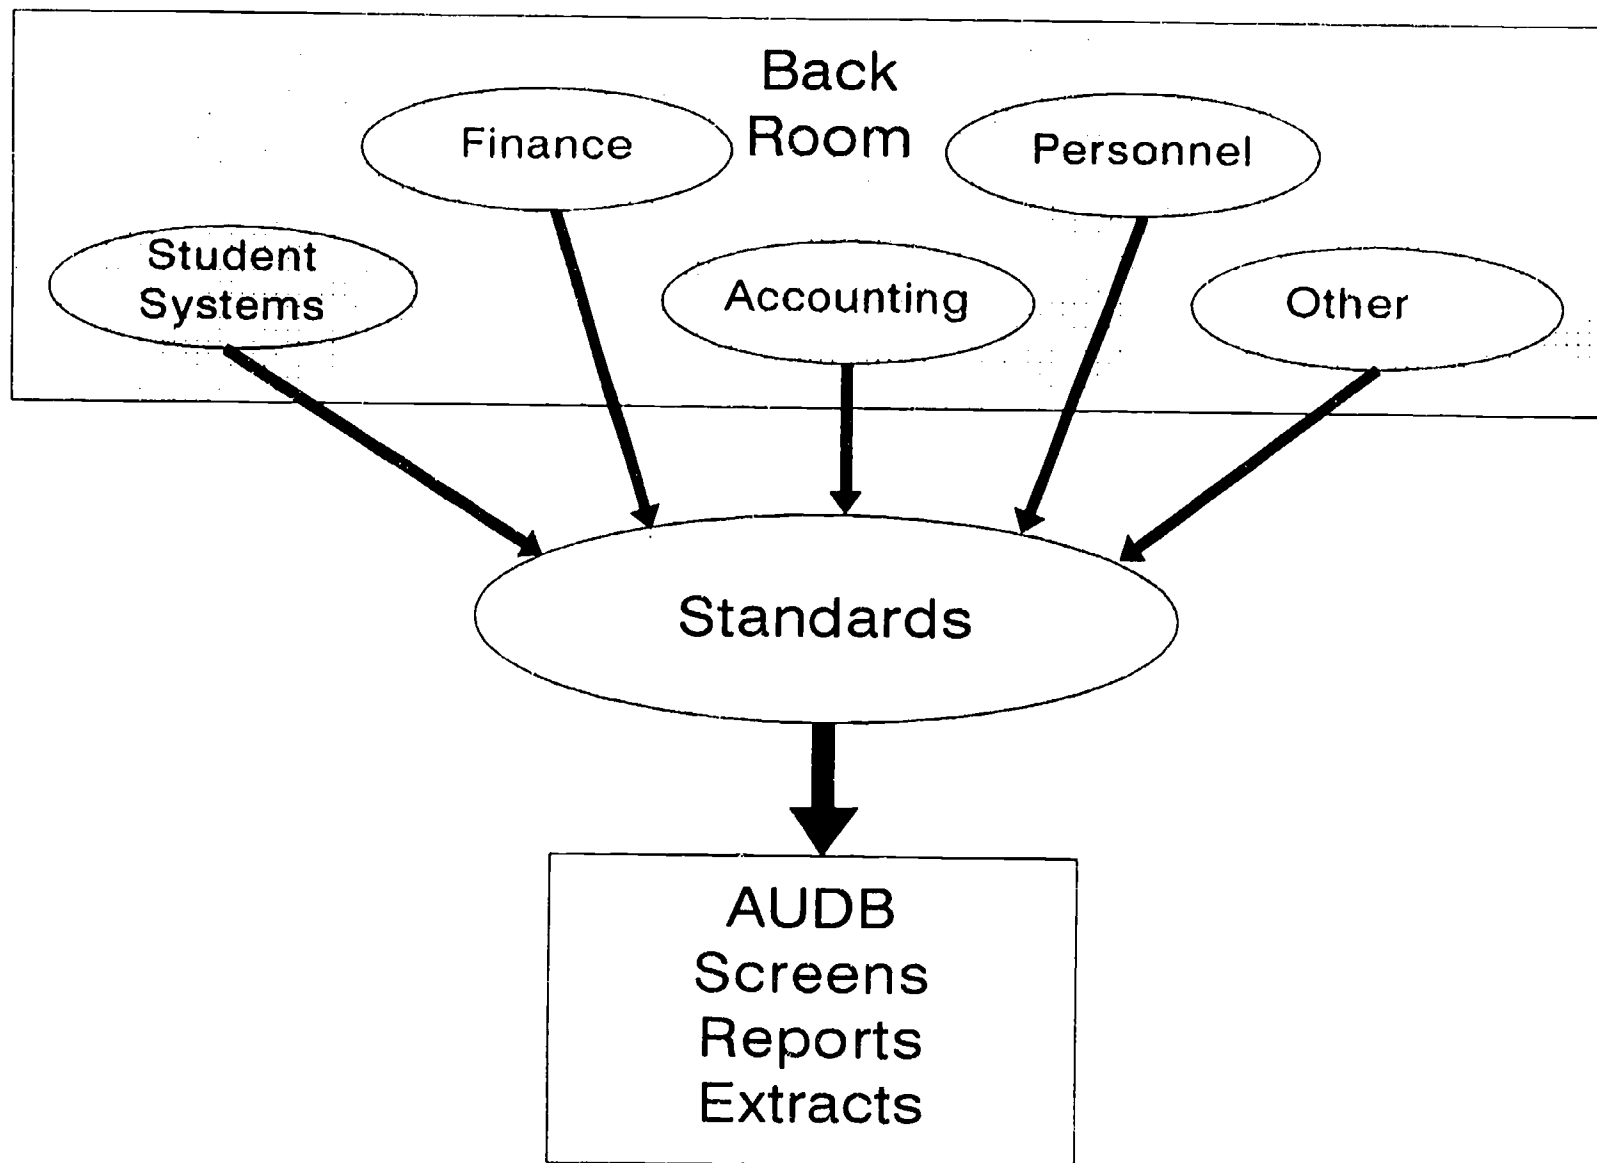 Back
Room
Finance
Personnel
Student
Systems
Accounting
Other
Standards
AUDB
Screens
Reports
Extracts